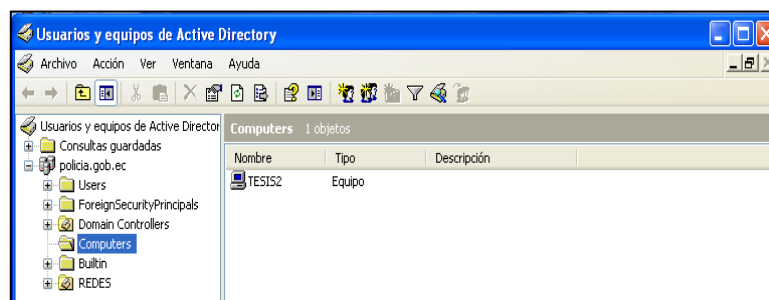 Usuarios y equipos de Active Directory
Archivo Acción Ver Ventana Ayuda
Usuarios y equipos de Active Director
Computers 1 objetos
Consultas guardadas
Nombre Tipo Descripción
policia.gob.ec
TESIS2 Equipo
Users
ForeignSecurityPrincipals
Domain Controllers
Computers
Builtin
REDES